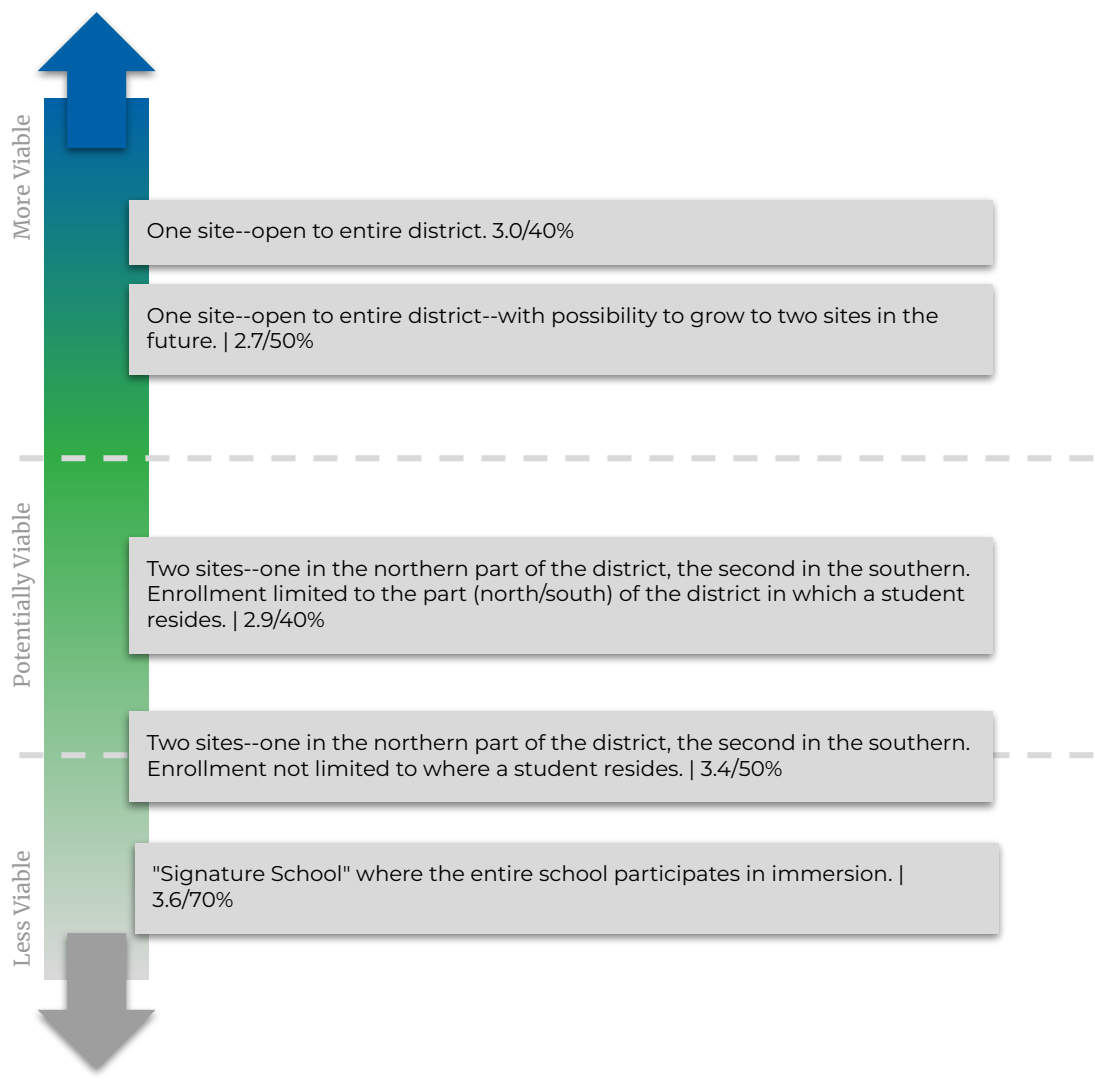 More Viable
One site--open to entire district. 3.0/40%
One site--open to entire district--with possibility to grow to two sites in the
future. | 2.7/50%
Potentially Viable
Two sites--one in the northern part of the district, the second in the southern.
Enrollment limited to the part (north/south) of the district in which a student
resides. | 2.9/40%
Two sites--one in the northern part of the district, the second in the southern.
Enrollment not limited to where a student resides. | 3.4/50%
Less Viable
"Signature School" where the entire school participates in immersion. |
3.6/70%